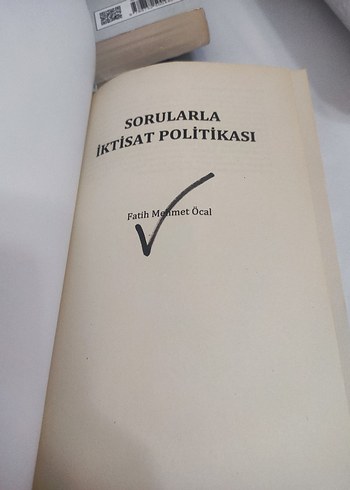 SORULARLA
İKTİSAT POLİTİKASI
Fatih Mehmet Öcal